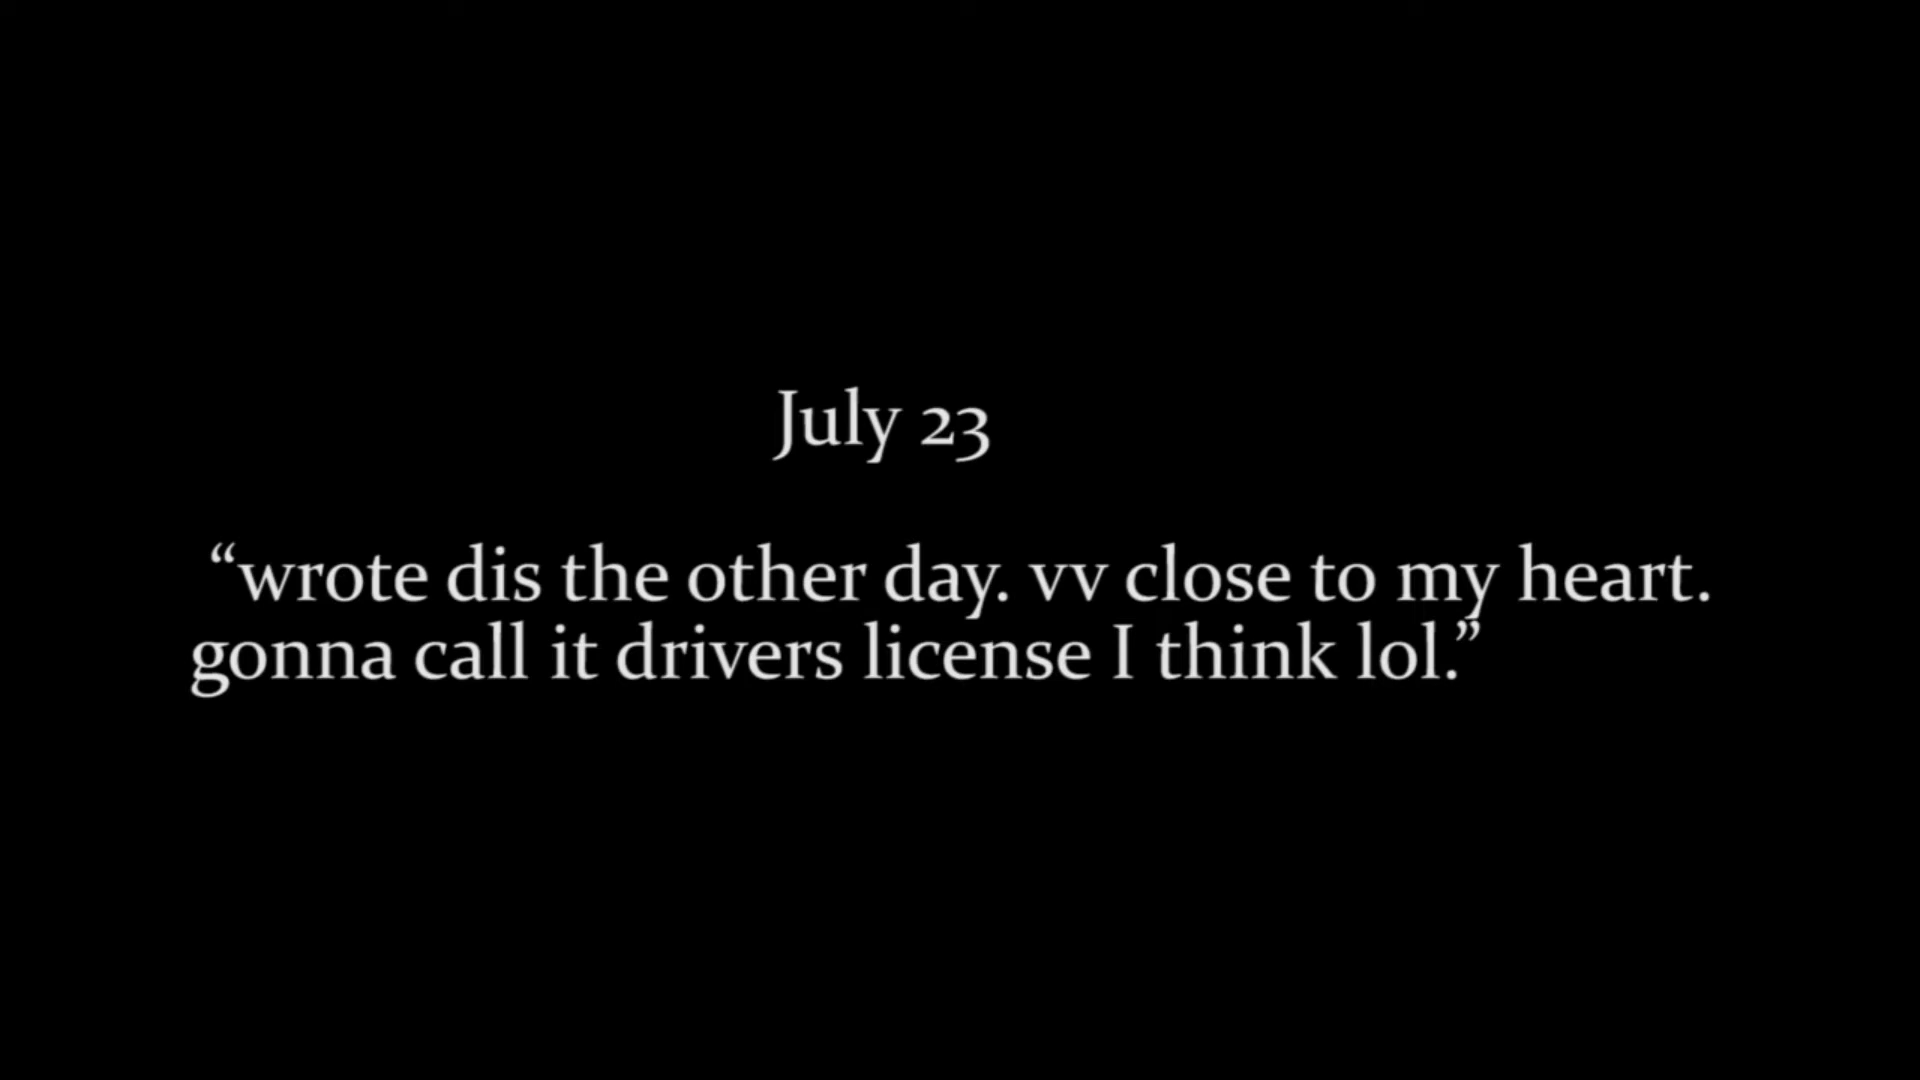 July 23
“wrote dis the other day. vv close to my heart.
gonna call it drivers license I think lol.”